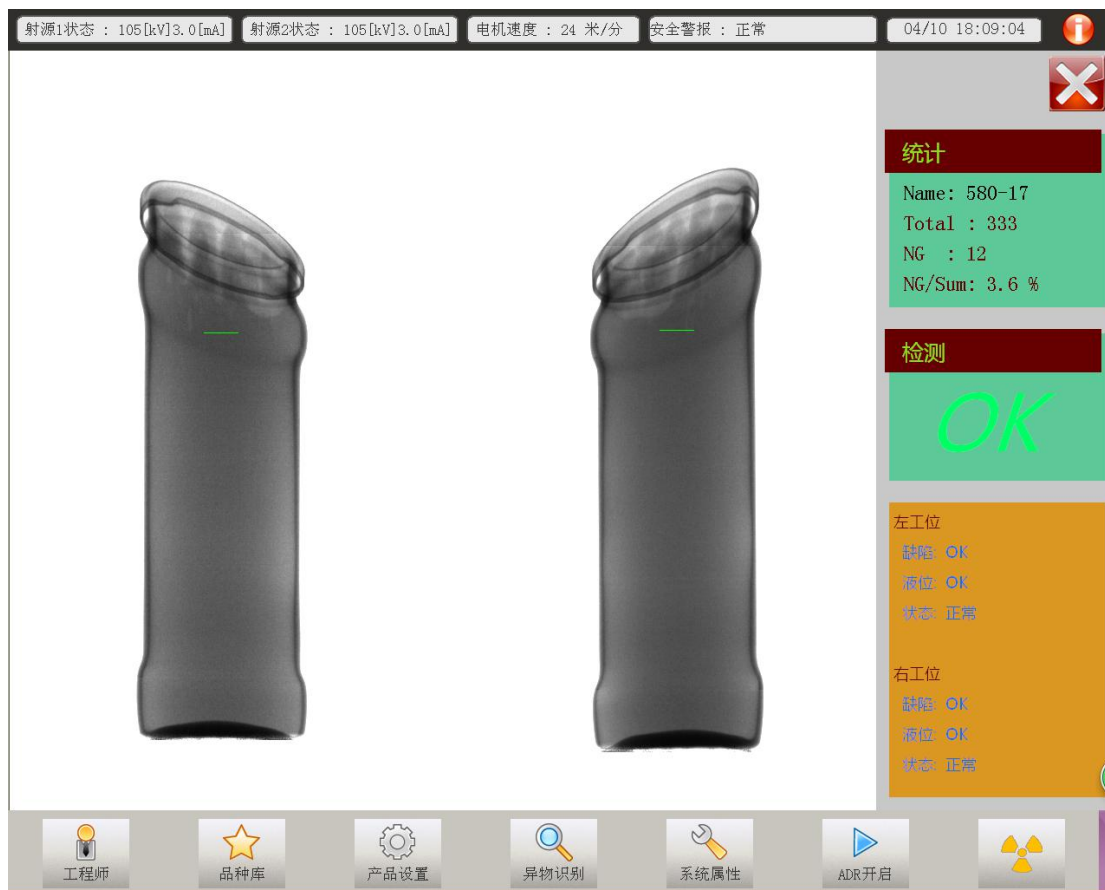 射源1状态 : 105[kV]3.0[mA] 射源2状态 : 105[kV]3.0[mA] 电机速度 : 24 米/分 安全警报 : 正常 04/10 18:09:04
统计
Name: 580-17
Total : 333
NG : 12
NG/Sum: 3.6 %
检测
OK
左工位
缺陷: OK
液位: OK
状态: 正常
右工位
缺陷: OK
液位: OK
状态: 正常
工程师 品种库 产品设置 异物识别 系统属性 ADR开启